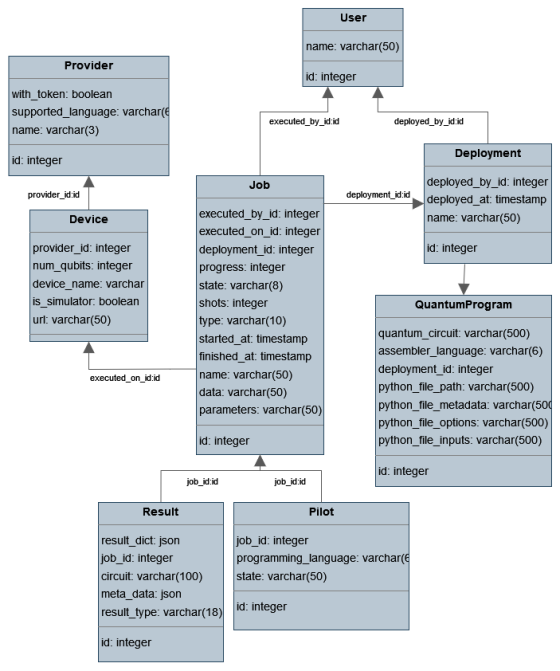 User
name: varchar(50)
id: integer
Provider
with_token: boolean
supported_language: varchar(6
name: varchar(3)
id: integer
executed_by_id:id
deployed_by_id:id
provider_id:id
Job
executed_by_id: integer
executed_on_id: integer
deployment_id: integer
progress: integer
state: varchar(8)
shots: integer
type: varchar(10)
started_at: timestamp
finished_at: timestamp
name: varchar(50)
data: varchar(50)
parameters: varchar(50)
id: integer
deployment_id:id
Deployment
deployed_by_id: integer
deployed_at: timestamp
name: varchar(50)
id: integer
Device
provider_id: integer
num_qubits: integer
device_name: varchar
is_simulator: boolean
url: varchar(50)
executed_on_id:id
QuantumProgram
quantum_circuit: varchar(500)
assembler_language: varchar(6)
deployment_id: integer
python_file_path: varchar(500)
python_file_metadata: varchar(500
python_file_options: varchar(500)
python_file_inputs: varchar(500)
id: integer
job_id:id
job_id:id
Result
result_dict: json
job_id: integer
circuit: varchar(100)
meta_data: json
result_type: varchar(18)
id: integer
Pilot
job_id: integer
programming_language: varchar(6
state: varchar(50)
id: integer